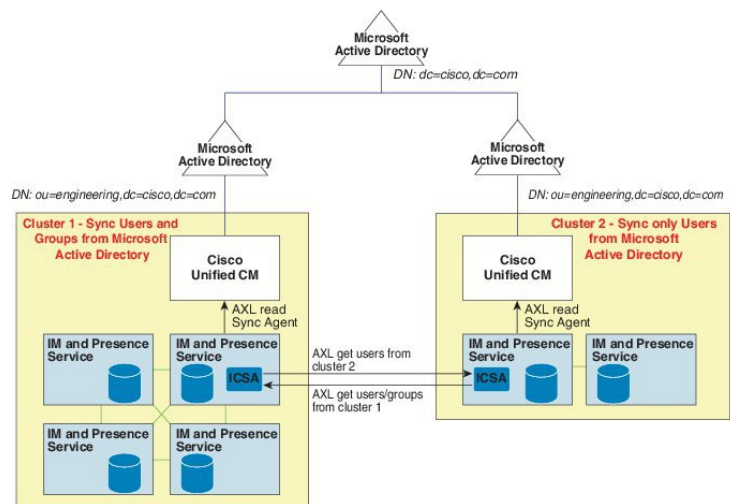 Microsoft
Active Directory
DN: dc=cisco,dc=com
Microsoft
Active Directory
Microsoft
Active Directory
DN: ou=engineering,dc=cisco,dc=com
DN: ou=engineering,dc=cisco,dc=com
Cluster 1 - Sync Users and
Groups from Microsoft
Active Directory
Cisco
Unified CM
AXL read
Sync Agent
IM and Presence
Service
IM and Presence
Service
ICSA
IM and Presence
Service
IM and Presence
Service
AXL get users from
cluster 2
AXL get users/groups
from cluster 1
Cluster 2 - Sync only Users
from Microsoft
Active Directory
Cisco
Unified CM
AXL read
Sync Agent
IM and Presence
Service
ICSA
IM and Presence
Service